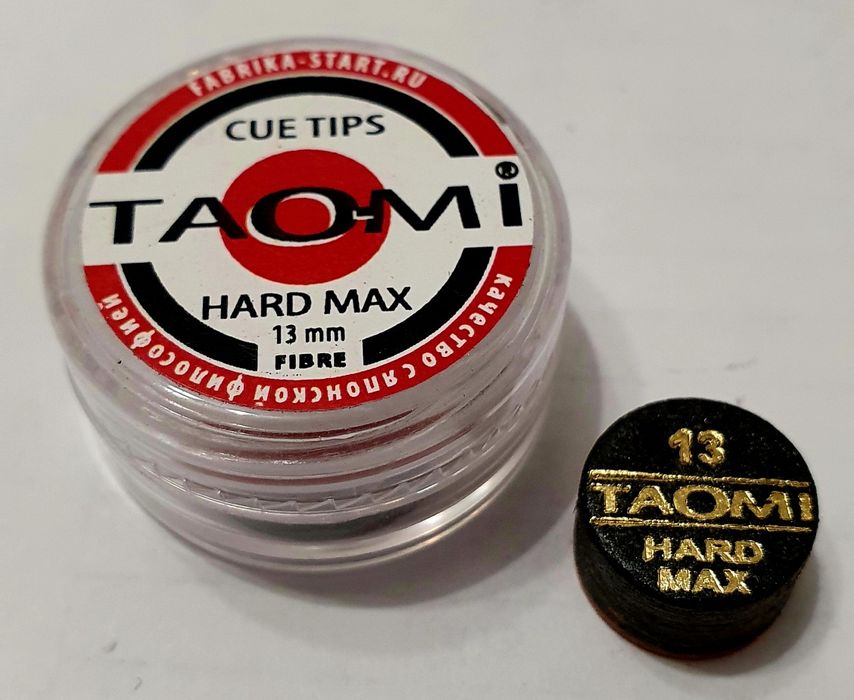 FABRIKA-START.RU
CUE TIPS
TAOMi®
HARD MAX
13 mm
FIBRE
качество с японской философией
13
TAOMI
HARD
MAX